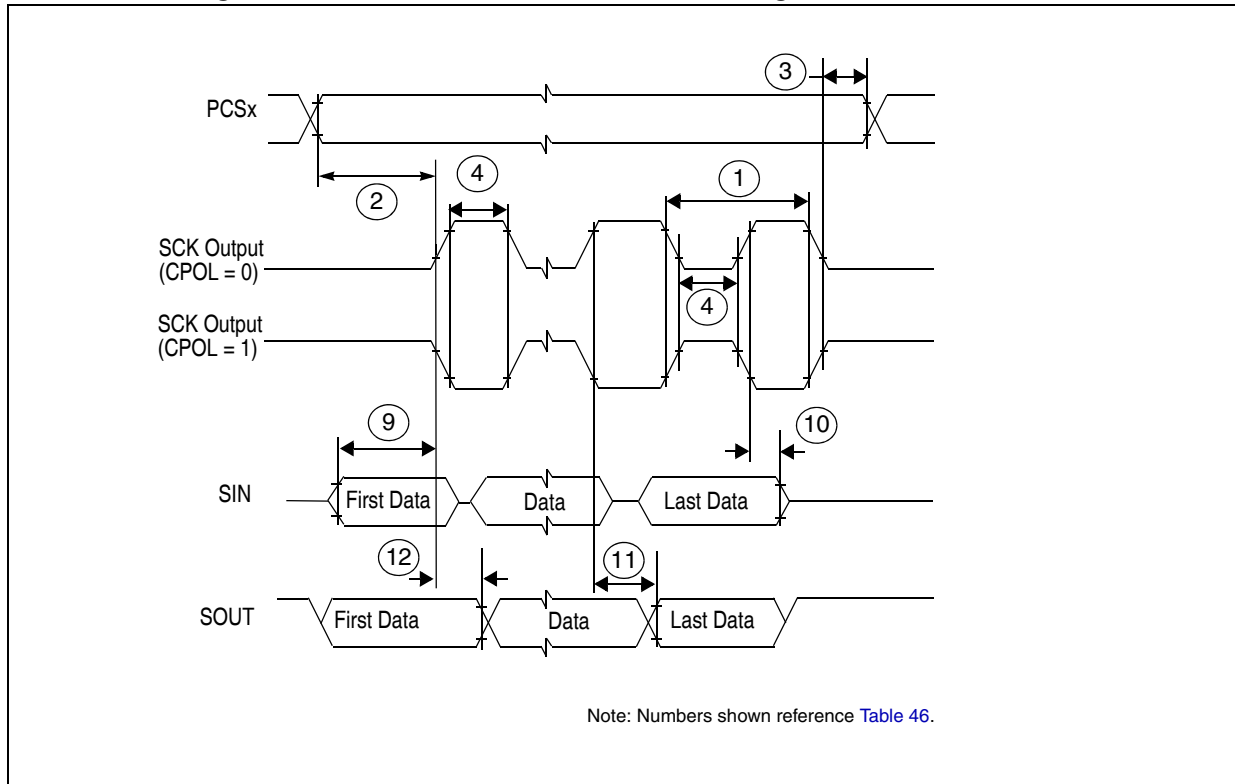 3
PCSx
2
4
1
SCK Output
(CPOL = 0)
4
SCK Output
(CPOL = 1)
9
10
SIN
First Data
Data
Last Data
12
11
SOUT
First Data
Data
Last Data
Note: Numbers shown reference Table 46.